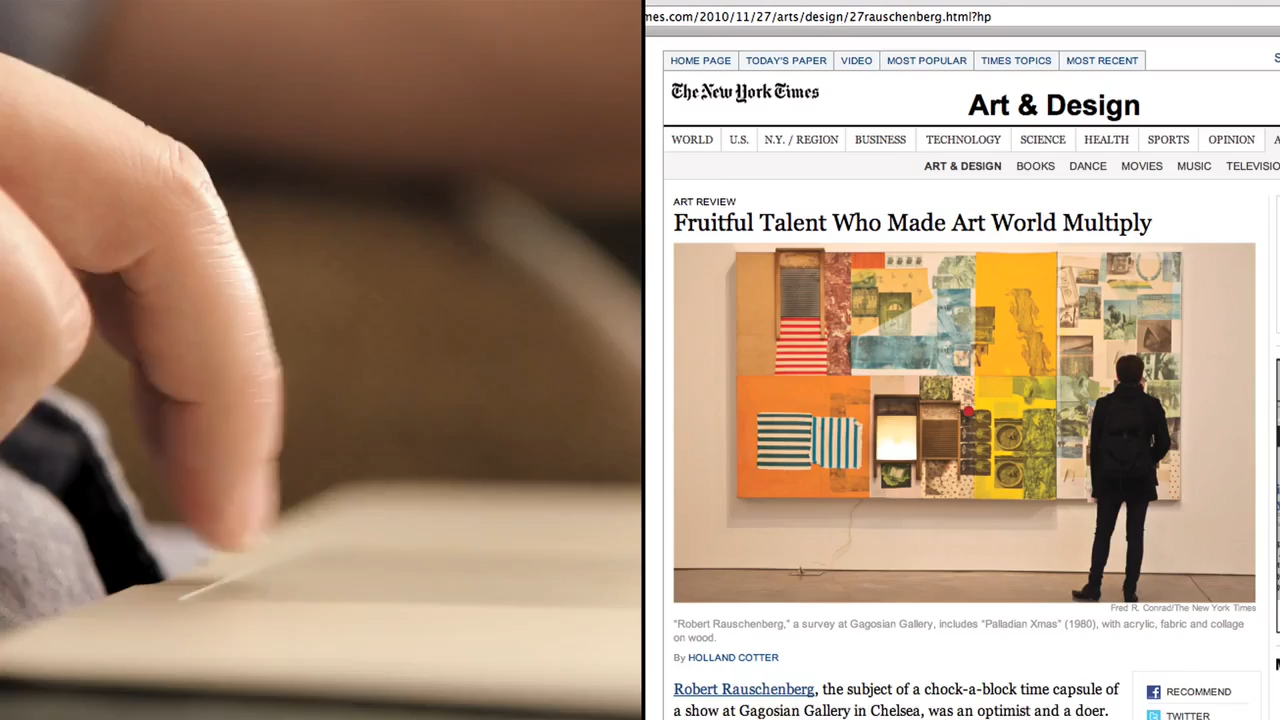 mes.com/2010/11/27/arts/design/27rauschenberg.html?hp
HOME PAGE TODAY'S PAPER VIDEO MOST POPULAR TIMES TOPICS MOST RECENT
The New York Times
Art & Design
WORLD U.S. N.Y. / REGION BUSINESS TECHNOLOGY SCIENCE HEALTH SPORTS OPINION
ART & DESIGN BOOKS DANCE MOVIES MUSIC TELEVISIO
ART REVIEW
Fruitful Talent Who Made Art World Multiply
Fred R. Conrad/The New York Times
"Robert Rauschenberg," a survey at Gagosian Gallery, includes "Palladian Xmas" (1980), with acrylic, fabric and collage
on wood.
By HOLLAND COTTER
Robert Rauschenberg, the subject of a chock-a-block time capsule of
a show at Gagosian Gallery in Chelsea, was an optimist and a doer.
RECOMMEND
TWITTER